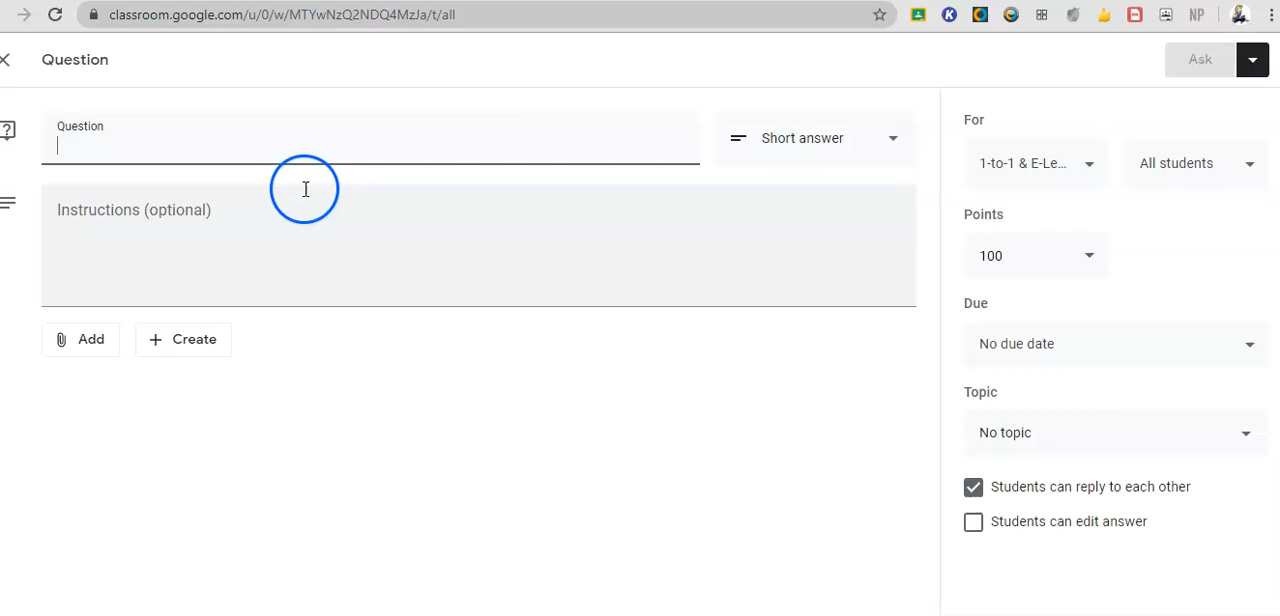 classroom.google.com/u/0/w/MTYwNzQ2NDQ4MzJa/t/all
K
NP
Question
Ask
Question
Short answer
Instructions (optional)
Add
Create
For
1-to-1 & E-Le...
All students
Points
100
Due
No due date
Topic
No topic
Students can reply to each other
Students can edit answer